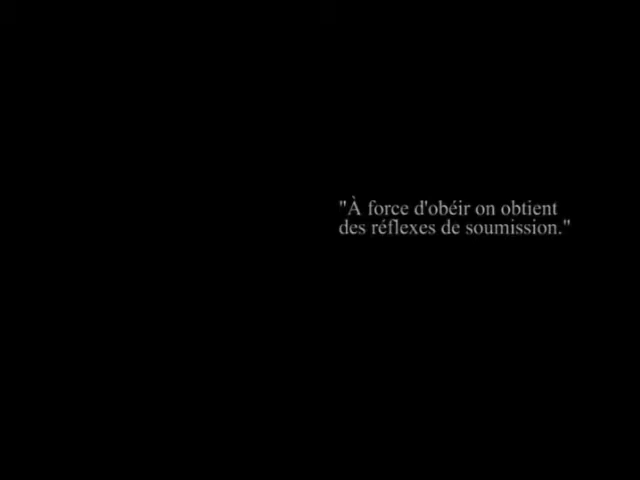 "À force d'obéir on obtient
des réflexes de soumission."